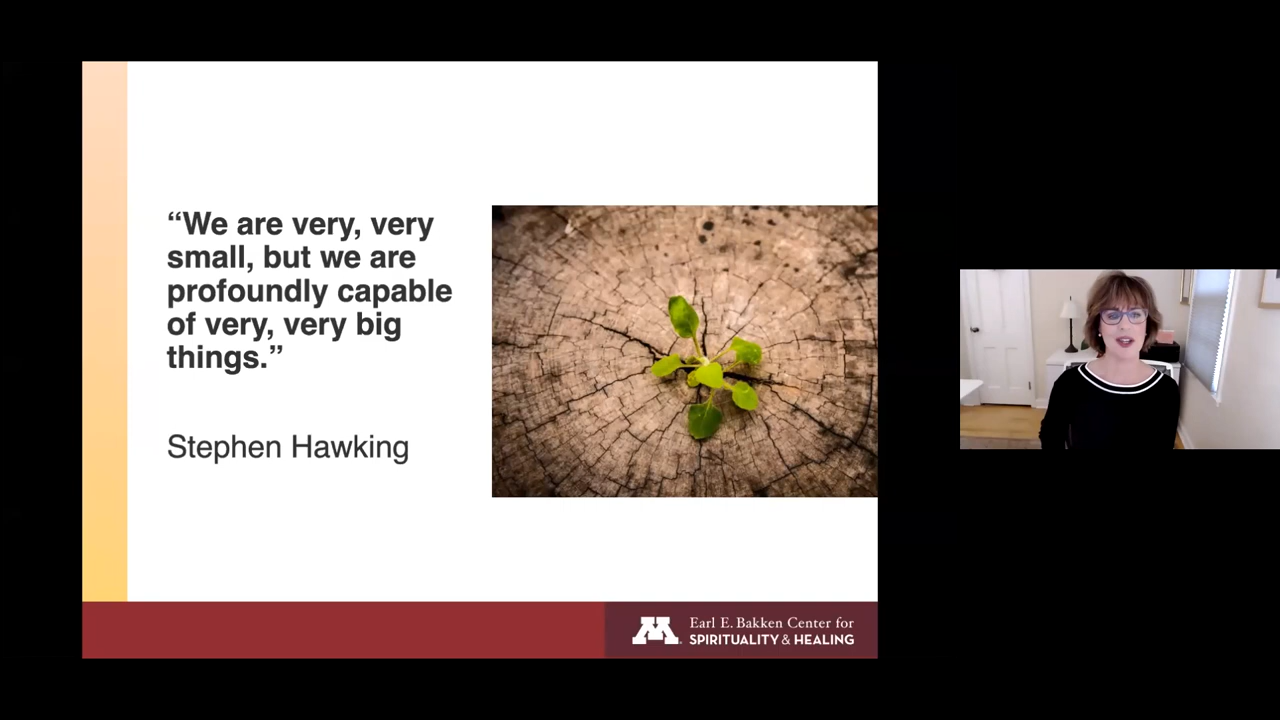 “We are very, very
small, but we are
profoundly capable
of very, very big
things.”
Stephen Hawking
M
Earl E. Bakken Center for
SPIRITUALITY & HEALING